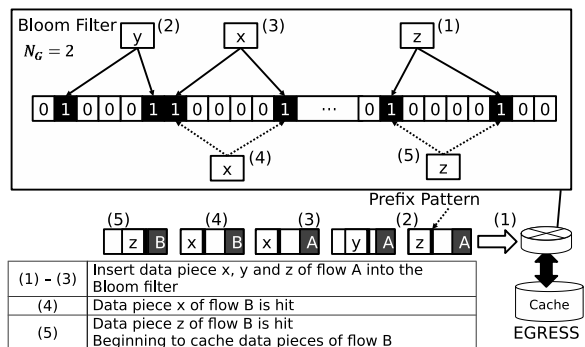 Bloom Filter
N_G = 2
y (2) x (3) z (1)
0 1 0 0 0 1 1 0 0 0 0 1 0 0 ... 0 1 0 0 0 0 1 0 0
x (4) z (5)
Prefix Pattern
(5) (4) (3) (2) (1)
z B x B x A y A z A
(1) – (3) Insert data piece x, y and z of flow A into the
Bloom filter
(4) Data piece x of flow B is hit
(5) Data piece z of flow B is hit
Beginning to cache data pieces of flow B
Cache
EGRESS